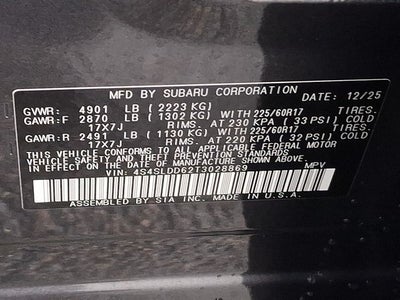 MFD BY SUBARU CORPORATION DATE: 12/25
GVWR: 4901 LB ( 2223 KG)
GAWR:F 2870 LB ( 1302 KG) WITH 225/60R17 TIRES.
17X7J RIMS. AT 230 KPA ( 33 PSI) COLD
GAWR:R 2491 LB ( 1130 KG) WITH 225/60R17 TIRES.
17X7J RIMS. AT 220 KPA ( 32 PSI) COLD
THIS VEHICLE CONFORMS TO ALL APPLICABLE FEDERAL MOTOR
VEHICLE SAFETY AND THEFT PREVENTION STANDARDS
IN EFFECT ON THE DATE OF MANUFACTURE SHOWN ABOVE.
VIN: 4S4SLDD62T3028869 MPV
ASSEMBLED BY SIA INC. MADE IN U.S.A.